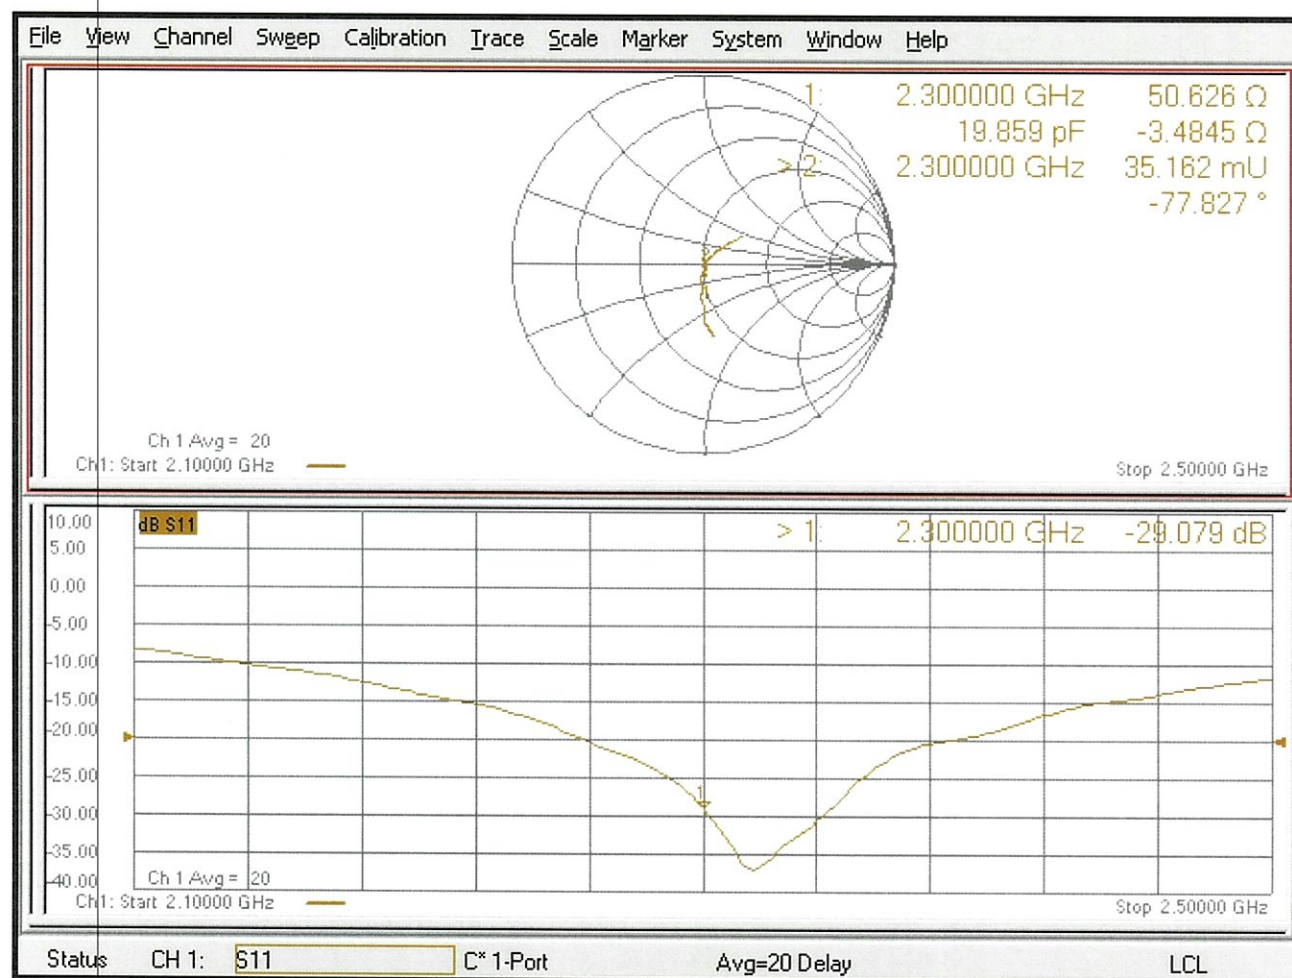 File View Channel Sweep Calibration Trace Scale Marker System Window Help
1: 2.300000 GHz 50.626 Ω
19.859 pF -3.4845 Ω
> 2: 2.300000 GHz 35.162 mU
-77.827 °
2
Ch 1 Avg = 20
Ch1: Start 2.10000 GHz
Stop 2.50000 GHz
dB S11
> 1: 2.300000 GHz -29.079 dB
10.00
5.00
0.00
-5.00
-10.00
-15.00
-20.00
-25.00
-30.00
-35.00
-40.00
1
Ch 1 Avg = 20
Ch1: Start 2.10000 GHz
Stop 2.50000 GHz
Status CH 1: S11 C* 1-Port Avg=20 Delay LCL